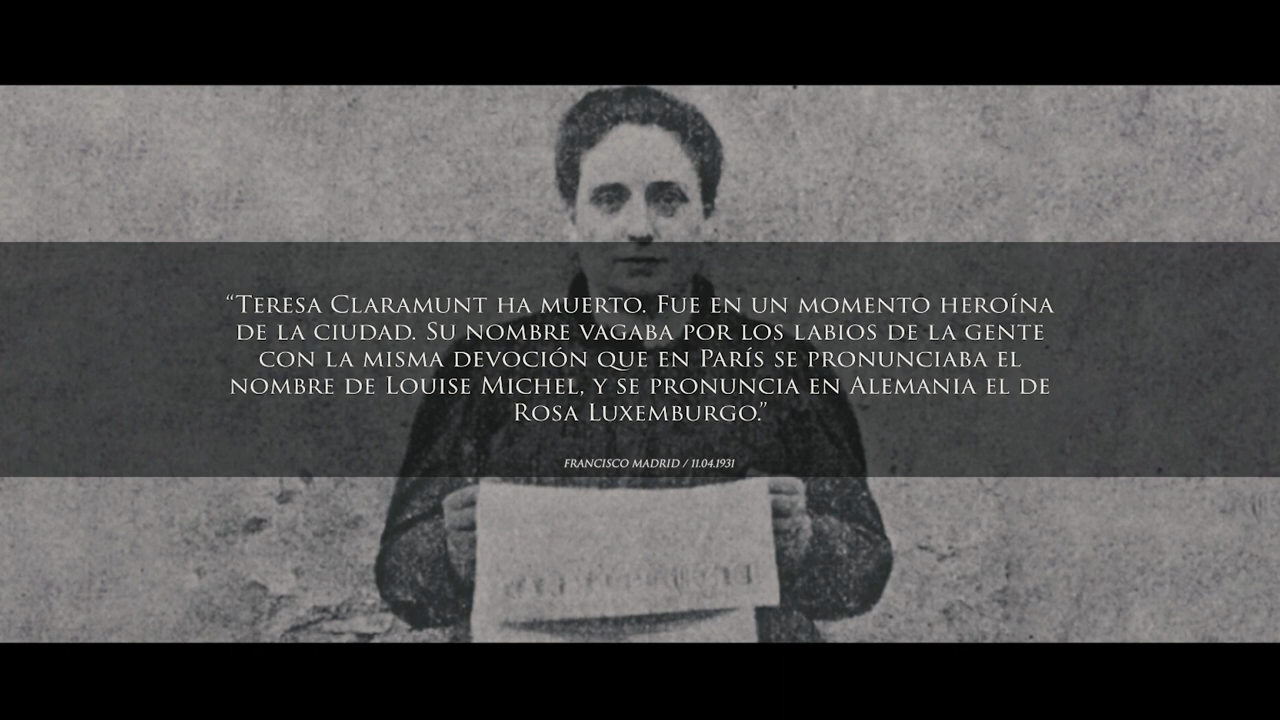 “Teresa Claramunt ha muerto. Fue en un momento heroína
de la ciudad. Su nombre vagaba por los labios de la gente
con la misma devoción que en París se pronunciaba el
nombre de Louise Michel, y se pronuncia en Alemania el de
Rosa Luxemburgo.”
FRANCISCO MADRID / 11.04.1931